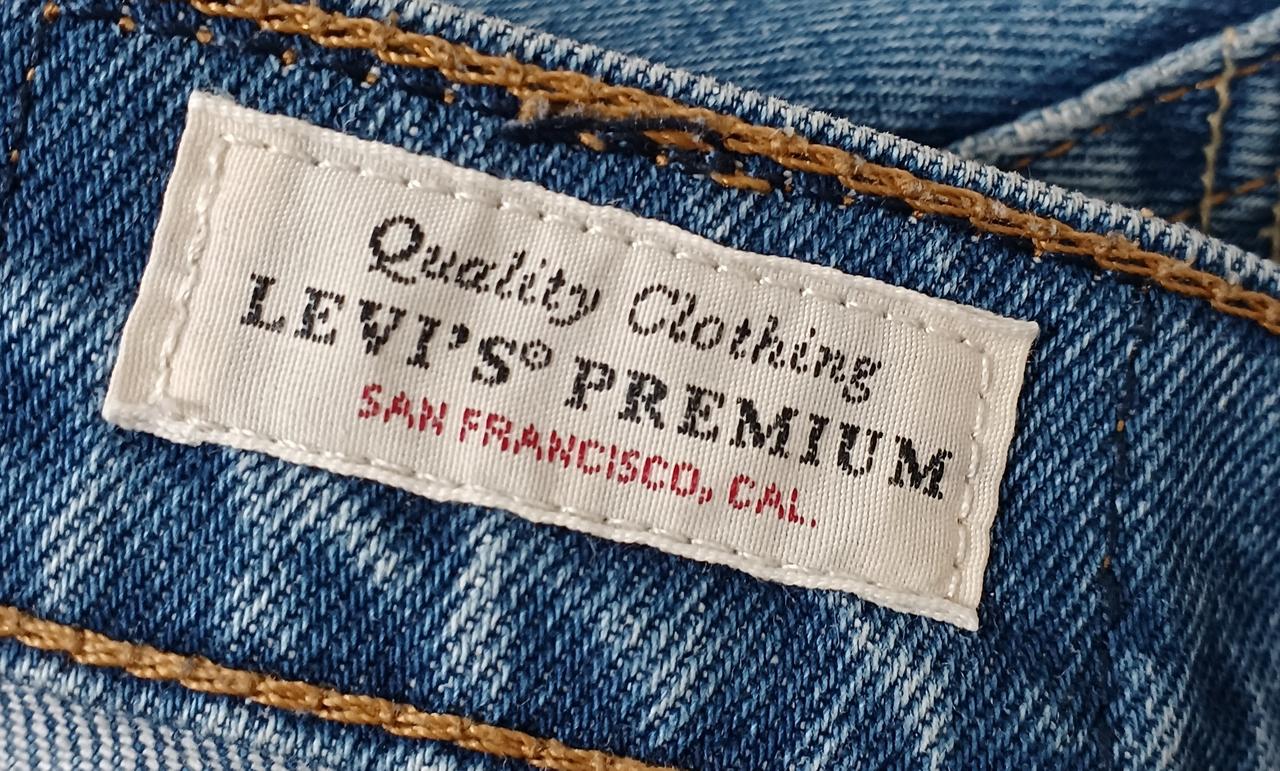 Quality Clothing
LEVI'S® PREMIUM
SAN FRANCISCO, CAL.